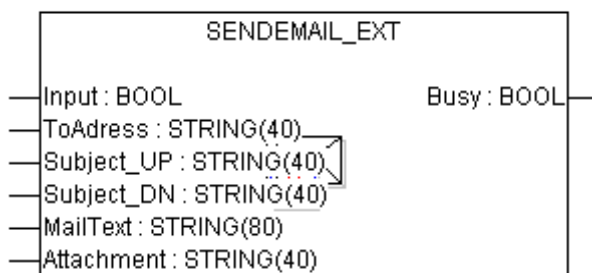 SENDEMAIL_EXT
Input : BOOL Busy : BOOL
ToAdress : STRING(40)
Subject_UP : STRING(40)
Subject_DN : STRING(40)
MailText : STRING(80)
Attachment : STRING(40)